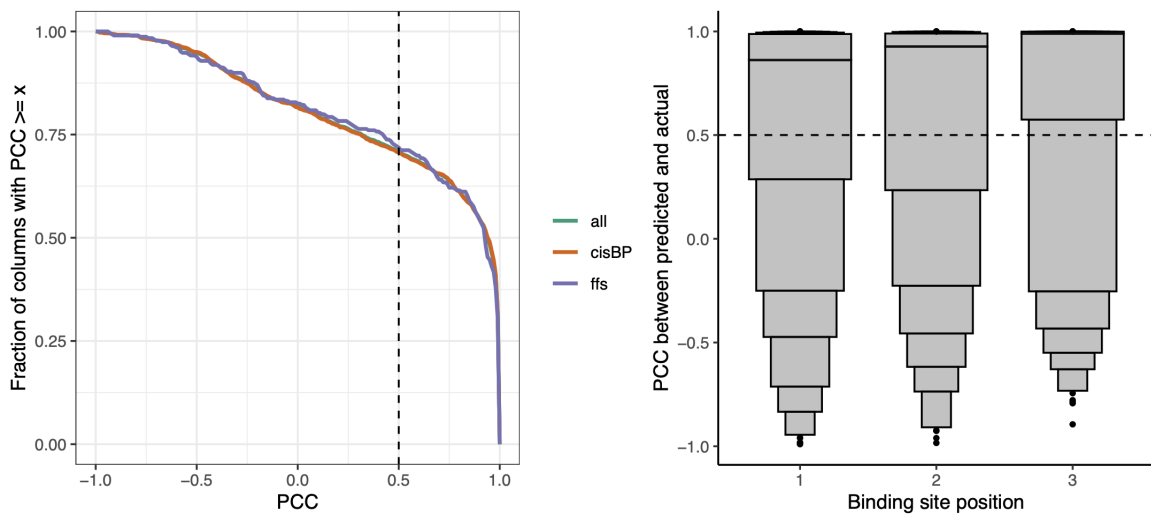 Fraction of columns with PCC >= x
1.00
0.75
0.50
0.25
0.00
−1.0
−0.5
0.0
0.5
1.0
PCC
all
cisBP
ffs
PCC between predicted and actual
1.0
0.5
0.0
−0.5
−1.0
1
2
3
Binding site position